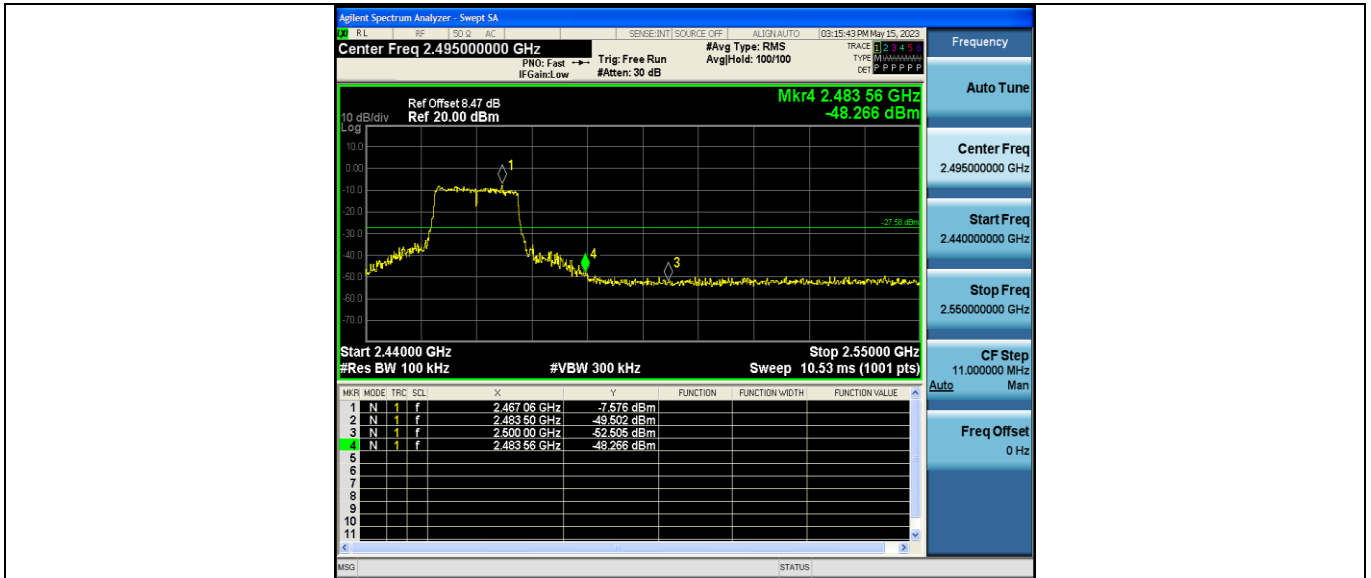 Agilent Spectrum Analyzer - Swept SA
LXI RL RF 50 Ω AC SENSE:INT SOURCE OFF ALIGN AUTO 03:15:43 PM May 15, 2023
Center Freq 2.495000000 GHz
PNO: Fast
IFGain:Low
Trig: Free Run
#Atten: 30 dB
#Avg Type: RMS
Avg|Hold: 100/100
TRACE 1 2 3 4 5 6
TYPE M WWWWW
DET P P P P P P
Ref Offset 8.47 dB
10 dB/div Ref 20.00 dBm
Log
Mkr4 2.483 56 GHz
-48.266 dBm
10.0
0.00
-10.0
-20.0
-30.0
-40.0
-50.0
-60.0
-70.0
1
-27.58 dBm
4
3
Start 2.44000 GHz Stop 2.55000 GHz
#Res BW 100 kHz #VBW 300 kHz Sweep 10.53 ms (1001 pts)
MKR MODE TRC SCL X Y FUNCTION FUNCTION WIDTH FUNCTION VALUE
1 N 1 f 2.467 06 GHz -7.576 dBm
2 N 1 f 2.483 50 GHz -49.502 dBm
3 N 1 f 2.500 00 GHz -52.505 dBm
4 N 1 f 2.483 56 GHz -48.266 dBm
5
6
7
8
9
10
11
MSG STATUS
Frequency
Auto Tune
Center Freq
2.495000000 GHz
Start Freq
2.440000000 GHz
Stop Freq
2.550000000 GHz
CF Step
11.000000 MHz
Auto Man
Freq Offset
0 Hz